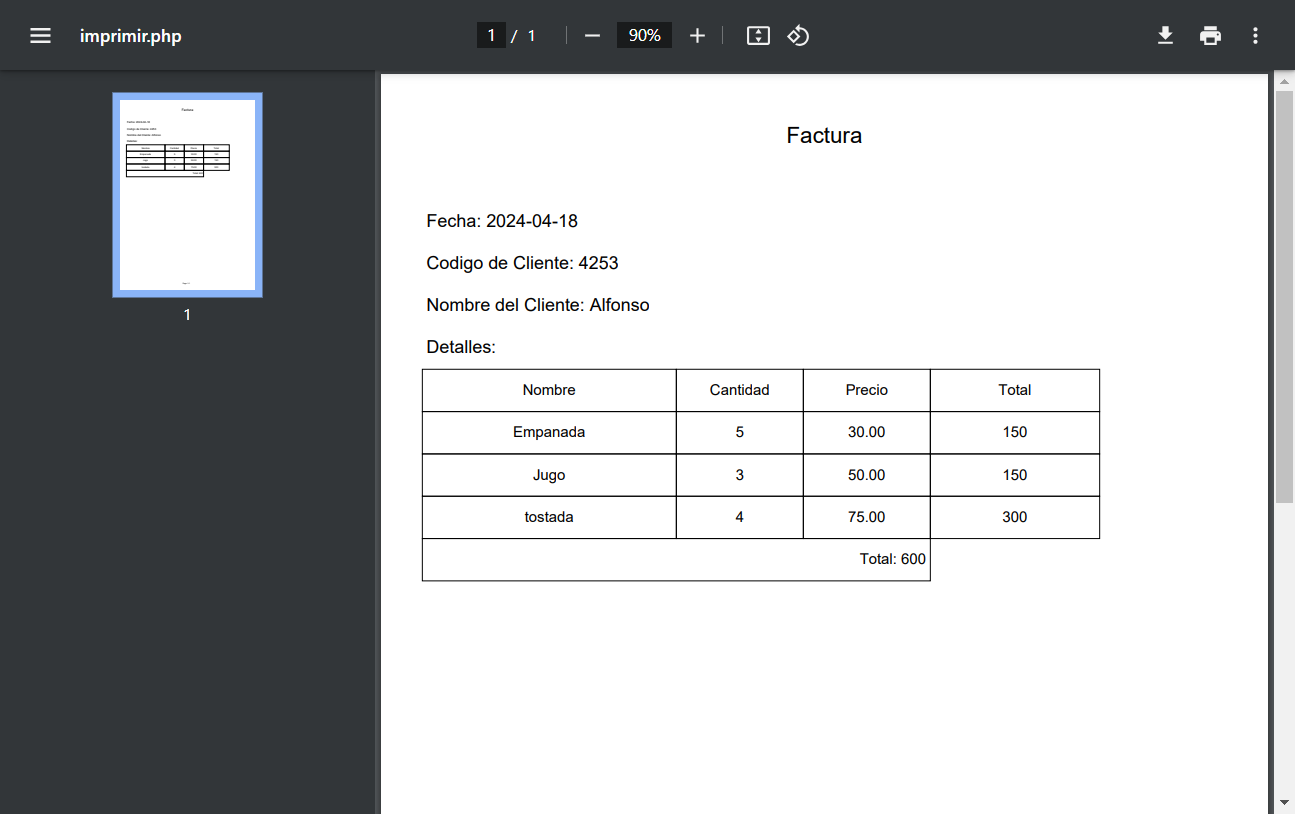 imprimir.php
1 / 1
90%
Factura
Fecha: 2024-04-18
Codigo de Cliente: 4253
Nombre del Cliente: Alfonso
Detalles:
Nombre Cantidad Precio Total
Empanada 5 30.00 150
Jugo 3 50.00 150
tostada 4 75.00 300
Total: 600
1